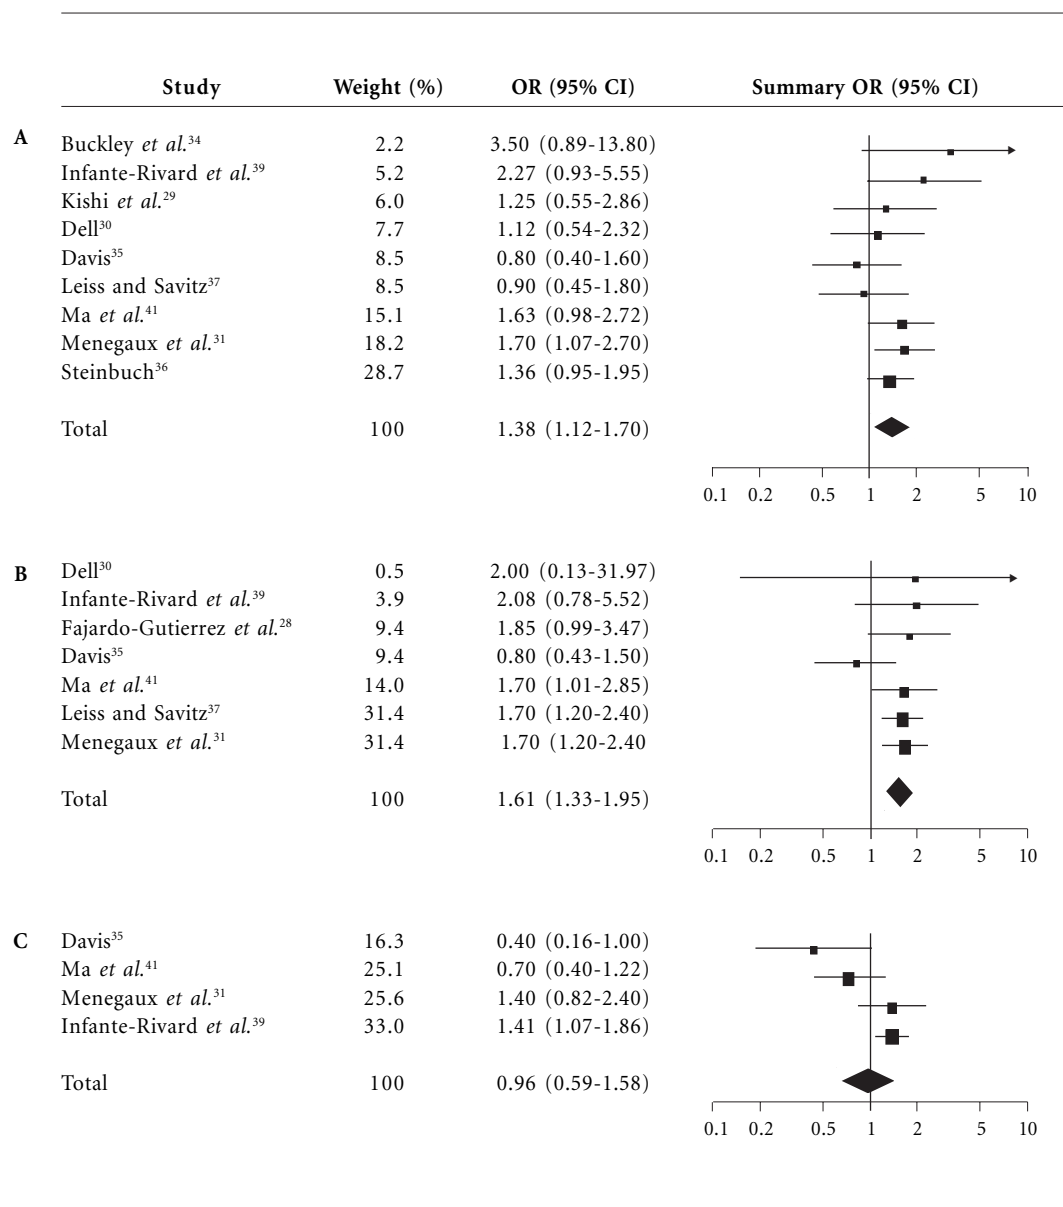 Study Weight (%) OR (95% CI) Summary OR (95% CI)
A
Buckley et al.34 2.2 3.50 (0.89-13.80)
Infante-Rivard et al.39 5.2 2.27 (0.93-5.55)
Kishi et al.29 6.0 1.25 (0.55-2.86)
Dell30 7.7 1.12 (0.54-2.32)
Davis35 8.5 0.80 (0.40-1.60)
Leiss and Savitz37 8.5 0.90 (0.45-1.80)
Ma et al.41 15.1 1.63 (0.98-2.72)
Menegaux et al.31 18.2 1.70 (1.07-2.70)
Steinbuch36 28.7 1.36 (0.95-1.95)
Total 100 1.38 (1.12-1.70)
0.1 0.2 0.5 1 2 5 10
B
Dell30 0.5 2.00 (0.13-31.97)
Infante-Rivard et al.39 3.9 2.08 (0.78-5.52)
Fajardo-Gutierrez et al.28 9.4 1.85 (0.99-3.47)
Davis35 9.4 0.80 (0.43-1.50)
Ma et al.41 14.0 1.70 (1.01-2.85)
Leiss and Savitz37 31.4 1.70 (1.20-2.40)
Menegaux et al.31 31.4 1.70 (1.20-2.40
Total 100 1.61 (1.33-1.95)
0.1 0.2 0.5 1 2 5 10
C
Davis35 16.3 0.40 (0.16-1.00)
Ma et al.41 25.1 0.70 (0.40-1.22)
Menegaux et al.31 25.6 1.40 (0.82-2.40)
Infante-Rivard et al.39 33.0 1.41 (1.07-1.86)
Total 100 0.96 (0.59-1.58)
0.1 0.2 0.5 1 2 5 10